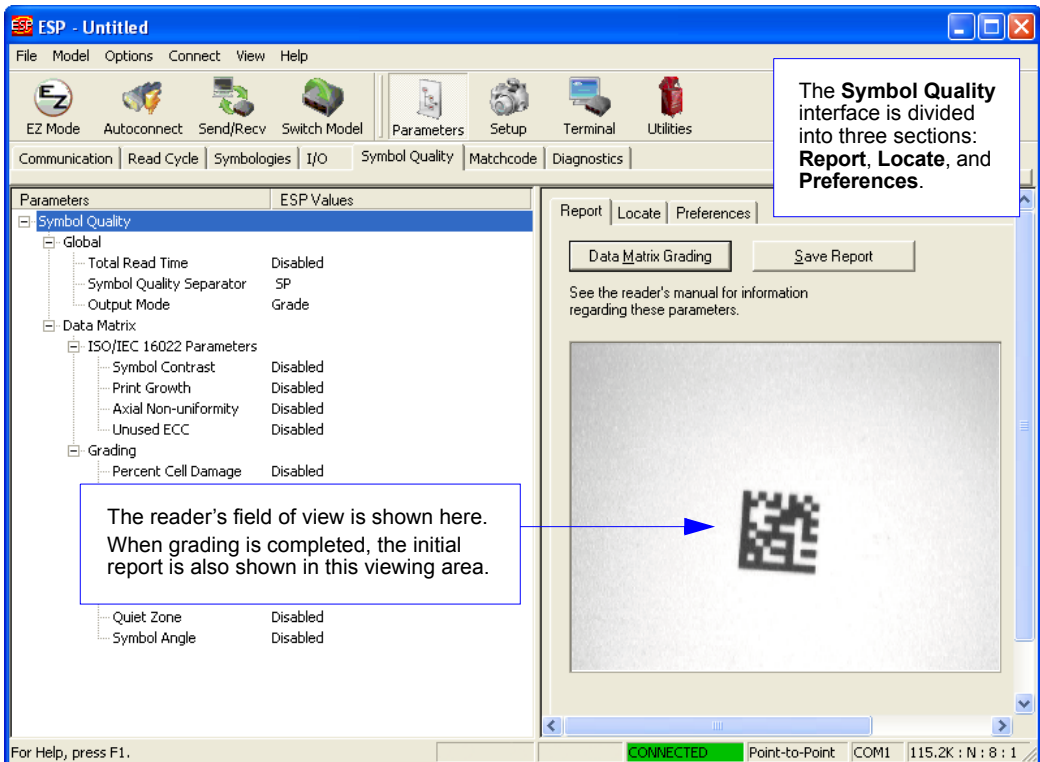 ESP - Untitled
File Model Options Connect View Help
EZ Mode Autoconnect Send/Recv Switch Model Parameters Setup Terminal Utilities
The Symbol Quality
interface is divided
into three sections:
Report, Locate, and
Preferences.
Communication Read Cycle Symbologies I/O Symbol Quality Matchcode Diagnostics
Parameters ESP Values
Symbol Quality
Global
Total Read Time Disabled
Symbol Quality Separator SP
Output Mode Grade
Data Matrix
ISO/IEC 16022 Parameters
Symbol Contrast Disabled
Print Growth Disabled
Axial Non-uniformity Disabled
Unused ECC Disabled
Grading
Percent Cell Damage Disabled
The reader's field of view is shown here.
When grading is completed, the initial
report is also shown in this viewing area.
Quiet Zone Disabled
Symbol Angle Disabled
Report Locate Preferences
Data Matrix Grading Save Report
See the reader's manual for information
regarding these parameters.
For Help, press F1. CONNECTED Point-to-Point COM1 115.2K : N : 8 : 1